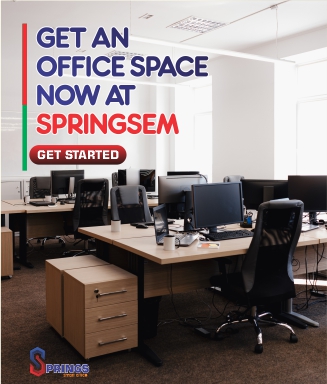 GET AN
OFFICE SPACE
NOW AT
SPRINGSEM
GET STARTED
SPRINGS